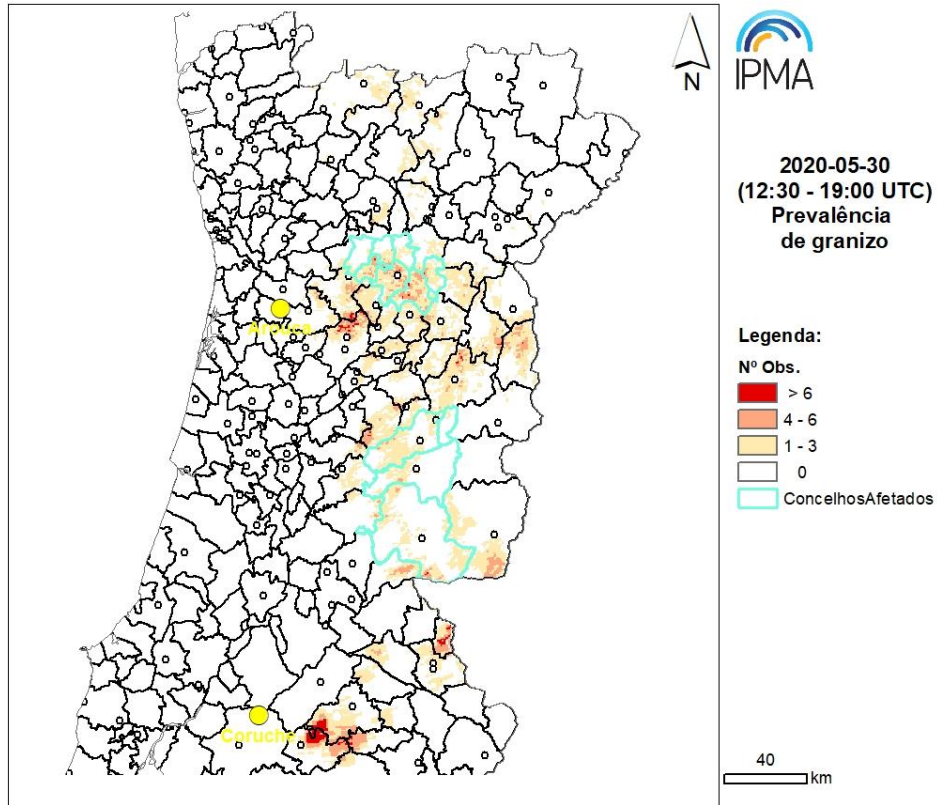 N
IPMA
2020-05-30
(12:30 - 19:00 UTC)
Prevalência
de granizo
Arouca
Legenda:
Nº Obs.
> 6
4 - 6
1 - 3
0
ConcelhosAfetados
Coruche
40
km